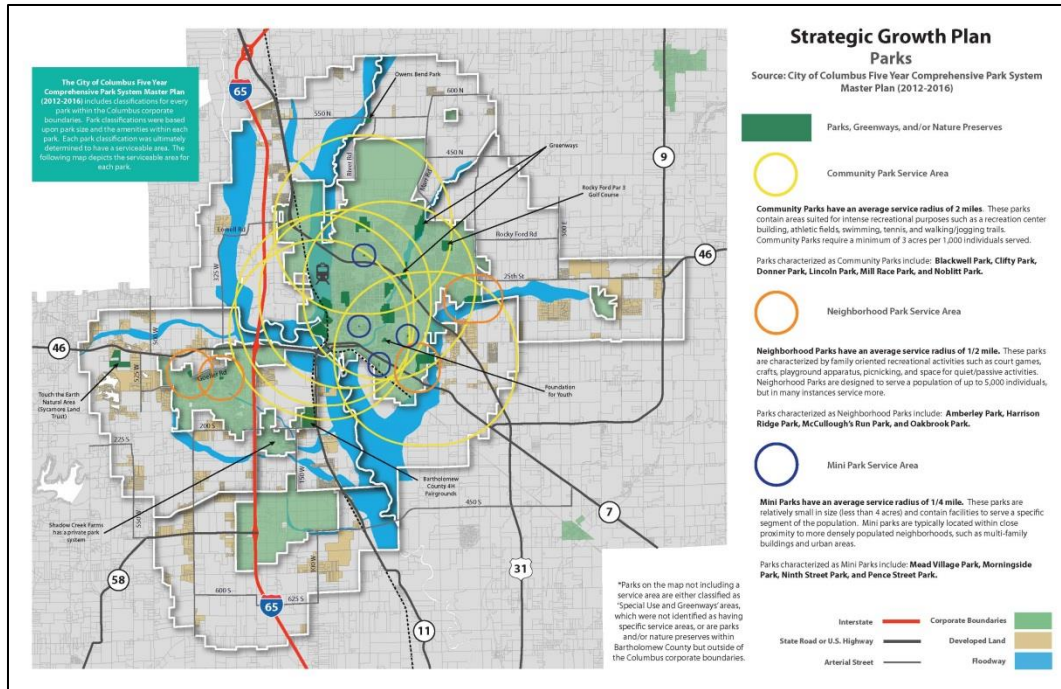 The City of Columbus Five Year
Comprehensive Park System
Master Plan (2012-2016) includes
classifications for every
park within the Columbus corporate
boundaries. Park classifications were based
upon park size and the amenities within each
park. Each park classification was ultimately
determined to have a serviceable area. The
following map depicts the serviceable area for
each park.
Strategic Growth Plan
Parks
Source: City of Columbus Five Year Comprehensive Park System
Master Plan (2012-2016)
Parks, Greenways, and/or Nature Preserves
Community Park Service Area
Community Parks have an average service radius of 2 miles. These parks
contain areas suited for intense recreational purposes such as a recreation center
building, athletic fields, swimming, tennis, and walking/jogging trails.
Community Parks require a minimum of 3 acres per 1,000 individuals served.
Parks characterized as Community Parks include: Blackwell Park, Clifty Park,
Donner Park, Lincoln Park, Mill Race Park, and Noblitt Park.
Neighborhood Park Service Area
Neighborhood Parks have an average service radius of 1/2 mile. These parks
are characterized by family oriented recreational activities such as court games,
crafts, playground apparatus, picnicking, and space for quiet/passive activities.
Neighborhood Parks are designed to serve a population of up to 5,000 individuals,
but in many instances service more.
Parks characterized as Neighborhood Parks include: Amberley Park, Harrison
Ridge Park, McCullough's Run Park, and Oakbrook Park.
Mini Park Service Area
Mini Parks have an average service radius of 1/4 mile. These parks are
relatively small in size (less than 4 acres) and contain facilities to serve a specific
segment of the population. Mini parks are typically located within close
proximity to more densely populated neighborhoods, such as multi-family
buildings and urban areas.
Parks characterized as Mini Parks include: Mead Village Park, Morningside
Park, Ninth Street Park, and Pence Street Park.
Interstate
Corporate Boundaries
State Road or U.S. Highway
Developed Land
Arterial Street
Floodway
65
Owens Bend Park
600 N
550 N
River Rd
450 N
Marr Rd
Greenways
9
Rocky Ford Par 3
Golf Course
Lowell Rd
Rocky Ford Rd
500 E
325 W
25th St
46
46
500 W
525 W
Goeller Rd
Touch the Earth
Natural Area
(Sycamore Land
Trust)
Foundation
for Youth
200 S
225 S
150 W
Bartholomew
County 4H
Fairgrounds
450 S
Shadow Creek Farms
has a private park
system
550 W
300 W
7
58
31
600 S
625 S
65
11
*Parks on the map not including a
service area are either classified as
'Special Use and Greenways' areas,
which were not identified as having
specific service areas, or are parks
and/or nature preserves within
Bartholomew County but outside of
the Columbus corporate boundaries.